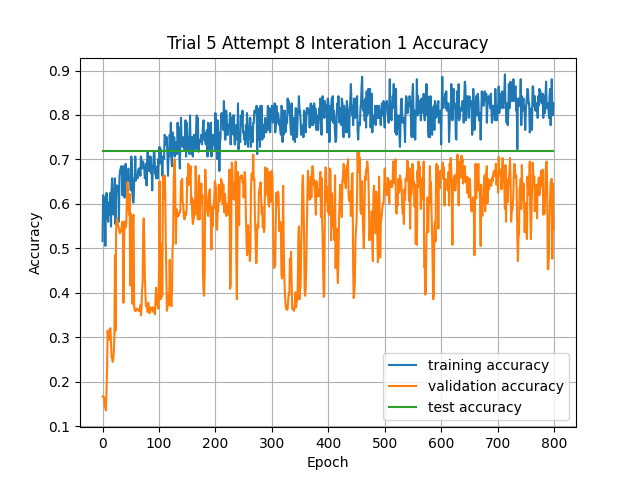 Trial 5 Attempt 8 Interation 1 Accuracy
0.9
0.8
0.7
0.6
0.5
0.4
0.3
0.2
0.1
Accuracy
training accuracy
validation accuracy
test accuracy
0 100 200 300 400 500 600 700 800
Epoch